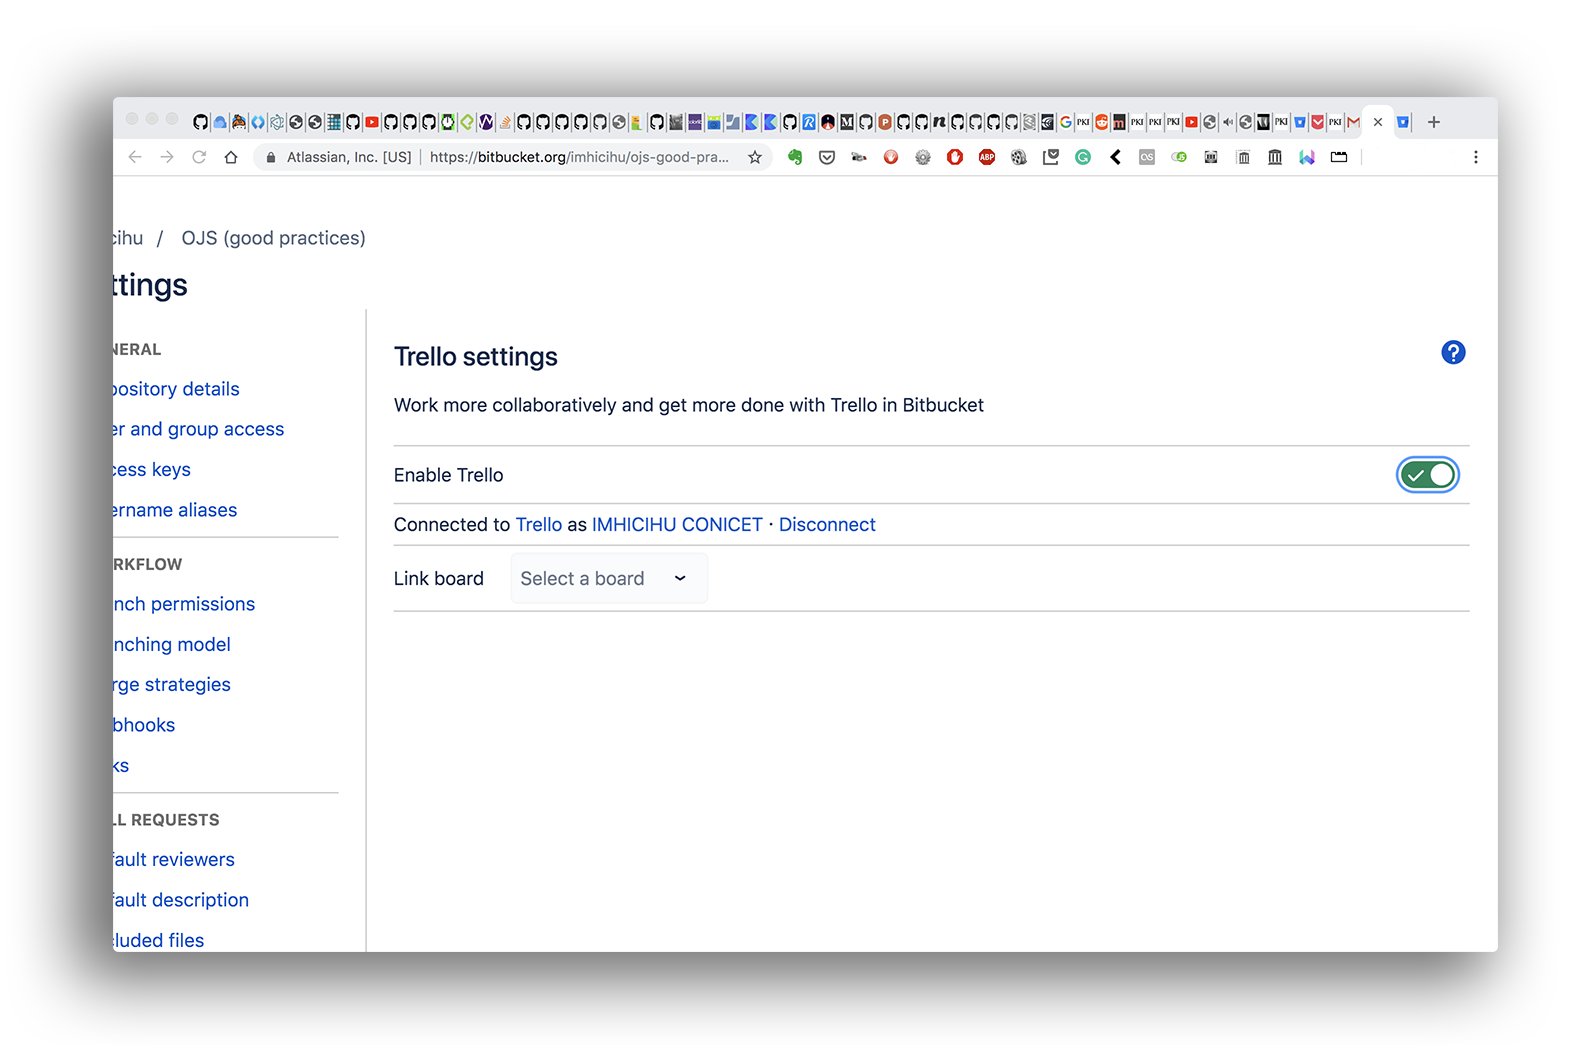 Atlassian, Inc. [US] https://bitbucket.org/imhicihu/ojs-good-pra...
cihu / OJS (good practices)
ttings
NERAL
ository details
er and group access
cess keys
ername aliases
RKFLOW
nch permissions
nching model
rge strategies
bhooks
ks
LL REQUESTS
fault reviewers
fault description
cluded files
Trello settings
Work more collaboratively and get more done with Trello in Bitbucket
Enable Trello
Connected to Trello as IMHICIHU CONICET · Disconnect
Link board Select a board